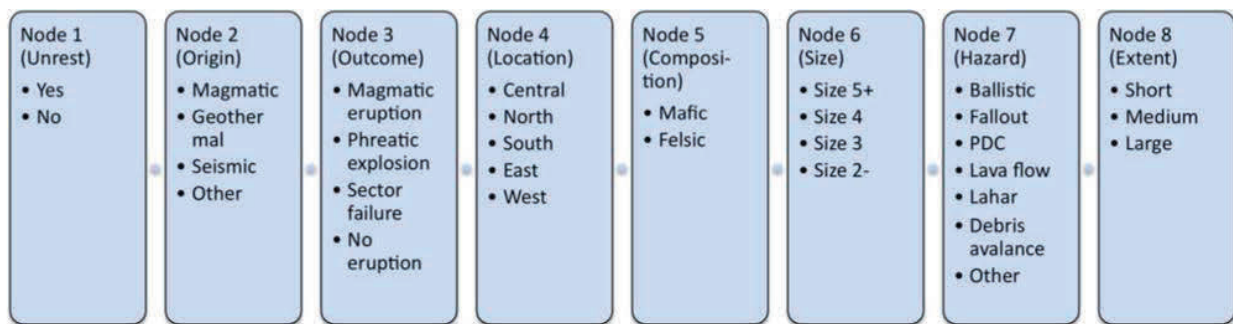 Node 1
(Unrest)
• Yes
• No
Node 2
(Origin)
• Magmatic
• Geother
mal
• Seismic
• Other
Node 3
(Outcome)
• Magmatic
eruption
• Phreatic
explosion
• Sector
failure
• No
eruption
Node 4
(Location)
• Central
• North
• South
• East
• West
Node 5
(Composi-
tion)
• Mafic
• Felsic
Node 6
(Size)
• Size 5+
• Size 4
• Size 3
• Size 2-
Node 7
(Hazard)
• Ballistic
• Fallout
• PDC
• Lava flow
• Lahar
• Debris
avalance
• Other
Node 8
(Extent)
• Short
• Medium
• Large